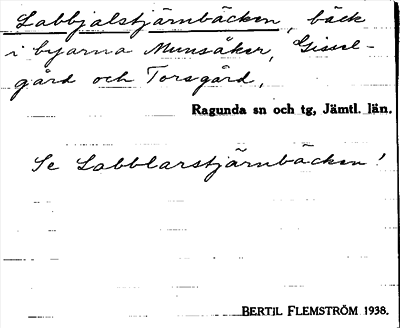 Labbjalstjärnbäcken, bäck
i byarna Munsåker, Gissel-
gård och Torsgård,
Ragunda sn och tg, Jämtl. län.
Se Labblarstjärnbäcken!
BERTIL FLEMSTRÖM 1938.